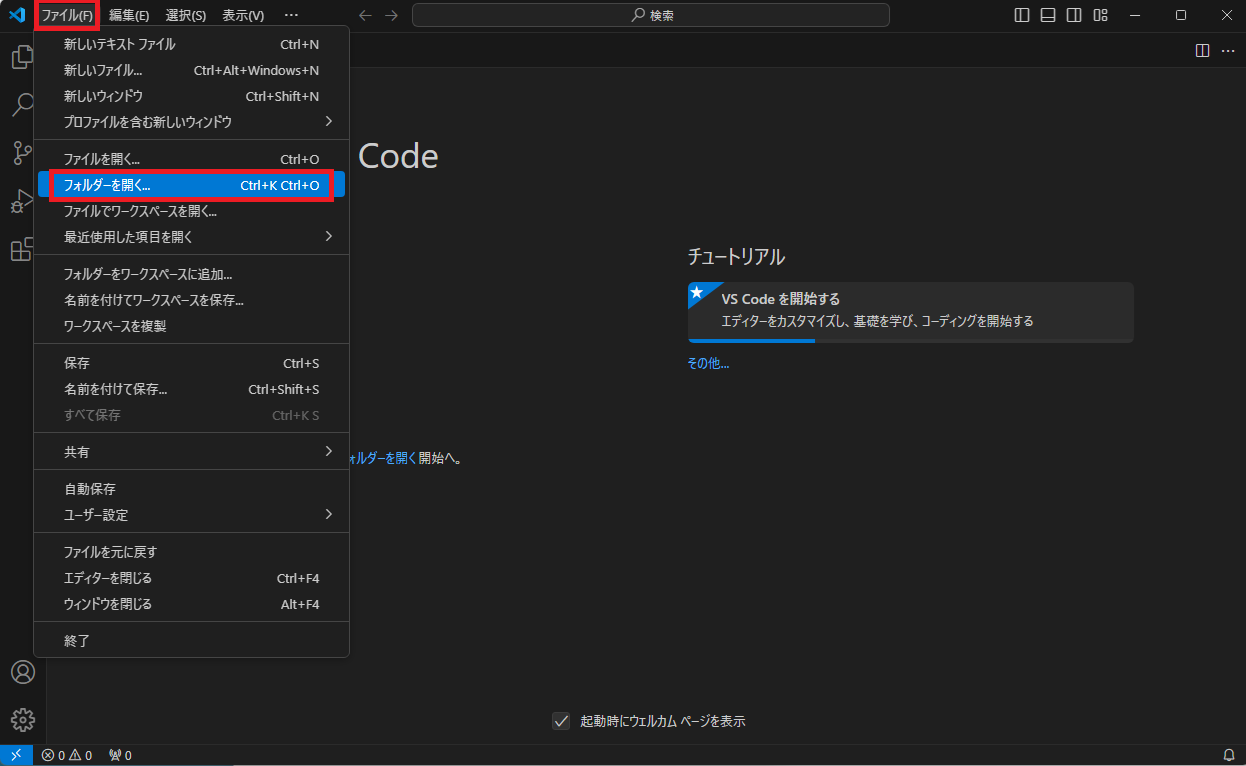 ファイル(F) 編集(E) 選択(S) 表示(V) … 検索
新しいテキスト ファイル Ctrl+N
新しいファイル... Ctrl+Alt+Windows+N
新しいウィンドウ Ctrl+Shift+N
プロファイルを含む新しいウィンドウ
ファイルを開く... Ctrl+O
フォルダーを開く... Ctrl+K Ctrl+O
ファイルでワークスペースを開く...
最近使用した項目を開く
フォルダーをワークスペースに追加...
名前を付けてワークスペースを保存...
ワークスペースを複製
保存 Ctrl+S
名前を付けて保存... Ctrl+Shift+S
すべて保存 Ctrl+K S
共有
自動保存
ユーザー設定
ファイルを元に戻す
エディターを閉じる Ctrl+F4
ウィンドウを閉じる Alt+F4
終了
Code
チュートリアル
VS Code を開始する
エディターをカスタマイズし、基礎を学び、コーディングを開始する
その他...
ォルダーを開く 開始へ。
起動時にウェルカム ページを表示
0 0 0